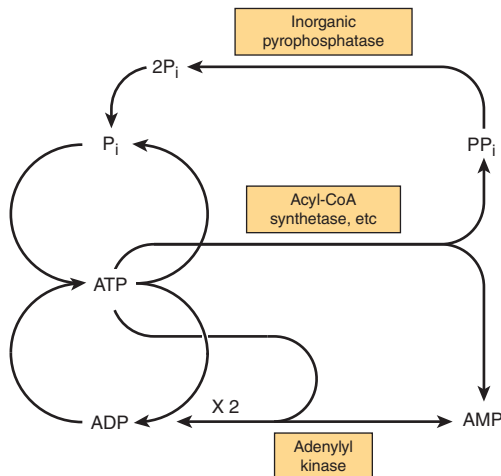 Inorganic
pyrophosphatase
2Pi
Pi
PPi
Acyl-CoA
synthetase, etc
ATP
X 2
ADP
AMP
Adenylyl
kinase